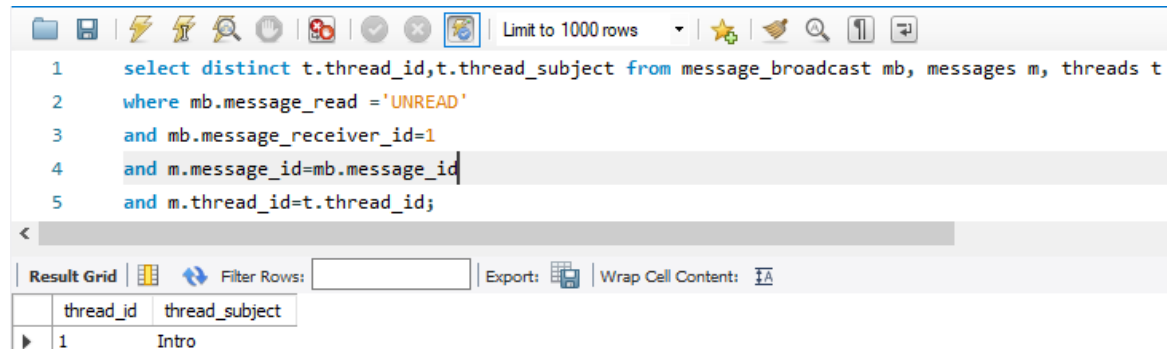 Limit to 1000 rows
1 select distinct t.thread_id,t.thread_subject from message_broadcast mb, messages m, threads t
2 where mb.message_read ='UNREAD'
3 and mb.message_receiver_id=1
4 and m.message_id=mb.message_id
5 and m.thread_id=t.thread_id;
Result Grid Filter Rows: Export: Wrap Cell Content:
thread_id thread_subject
1 Intro